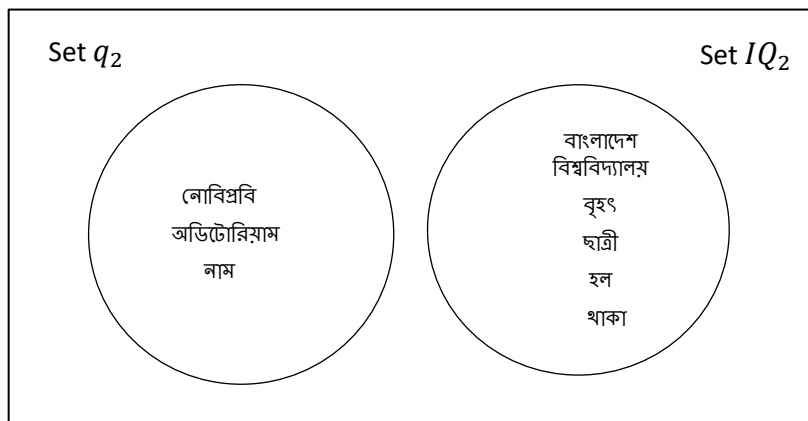 Set q₂
Set IQ₂
নোবিপ্রবি
অডিটোরিয়াম
নাম
বাংলাদেশ
বিশ্ববিদ্যালয়
বৃহৎ
ছাত্রী
হল
থাকা